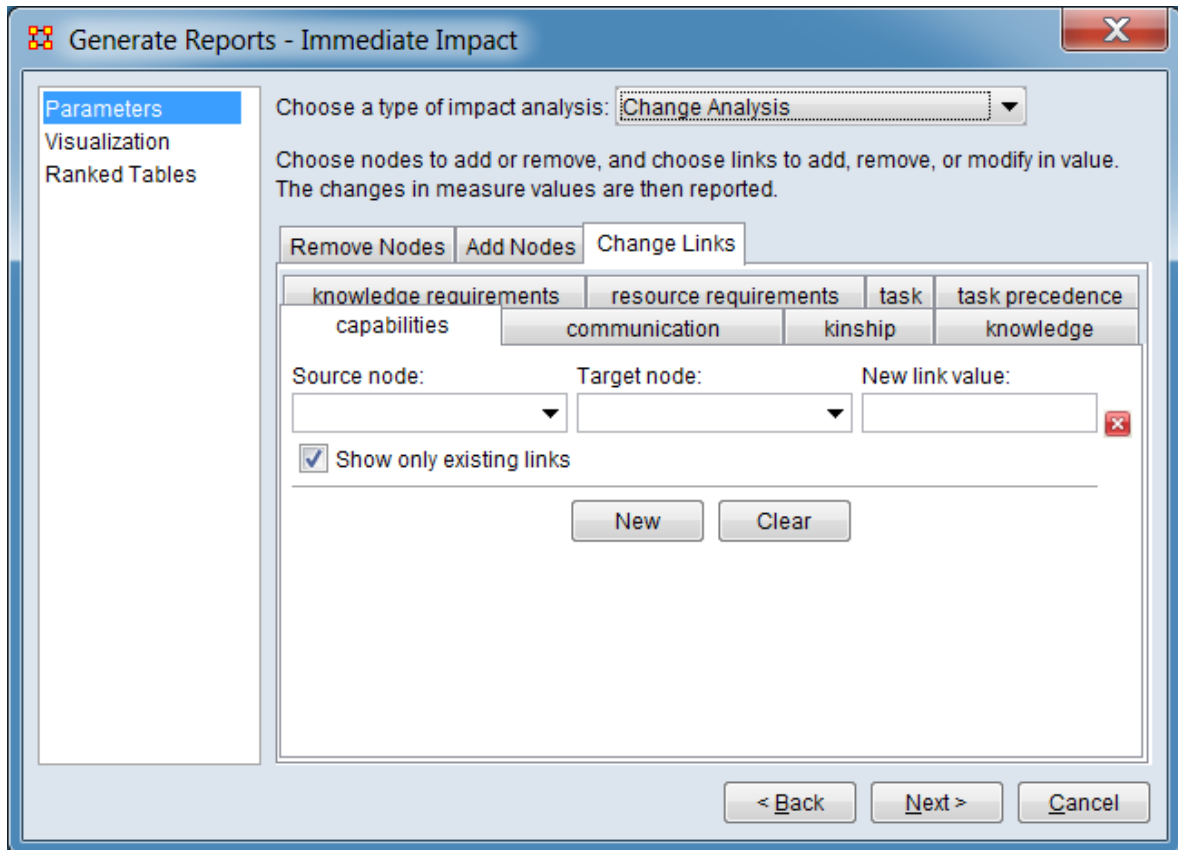 Generate Reports - Immediate Impact
Parameters
Visualization
Ranked Tables
Choose a type of impact analysis: Change Analysis
Choose nodes to add or remove, and choose links to add, remove, or modify in value.
The changes in measure values are then reported.
Remove Nodes Add Nodes Change Links
knowledge requirements resource requirements task task precedence
capabilities communication kinship knowledge
Source node: Target node: New link value:
Show only existing links
New Clear
< Back Next > Cancel